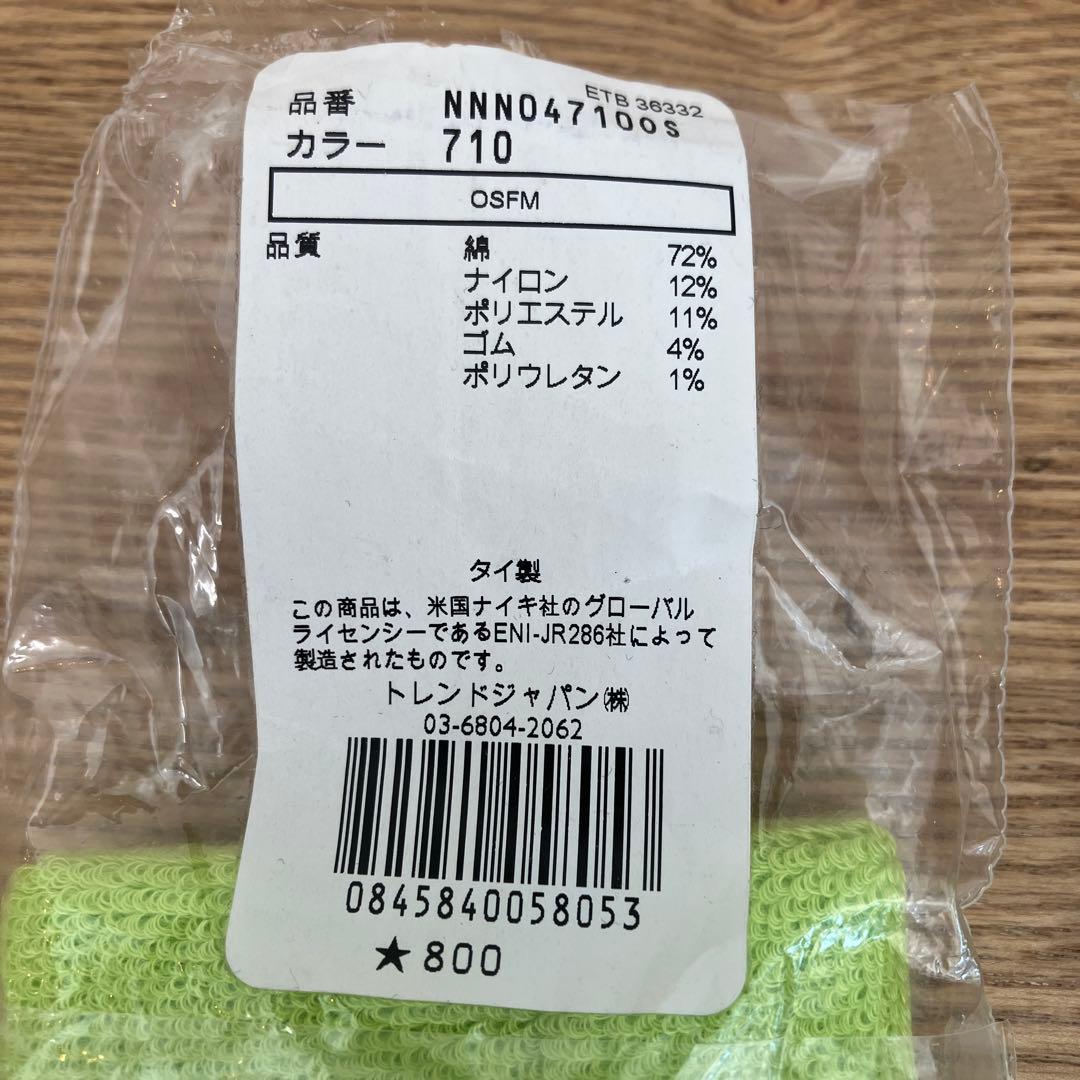 ETB 36332
品番 NNN04710OS
カラー 710
OSFM
品質 綿 72%
ナイロン 12%
ポリエステル 11%
ゴム 4%
ポリウレタン 1%
タイ製
この商品は、米国ナイキ社のグローバル
ライセンシーであるENI-JR286社によって
製造されたものです。
トレンドジャパン㈱
03-6804-2062
0845840058053
★800